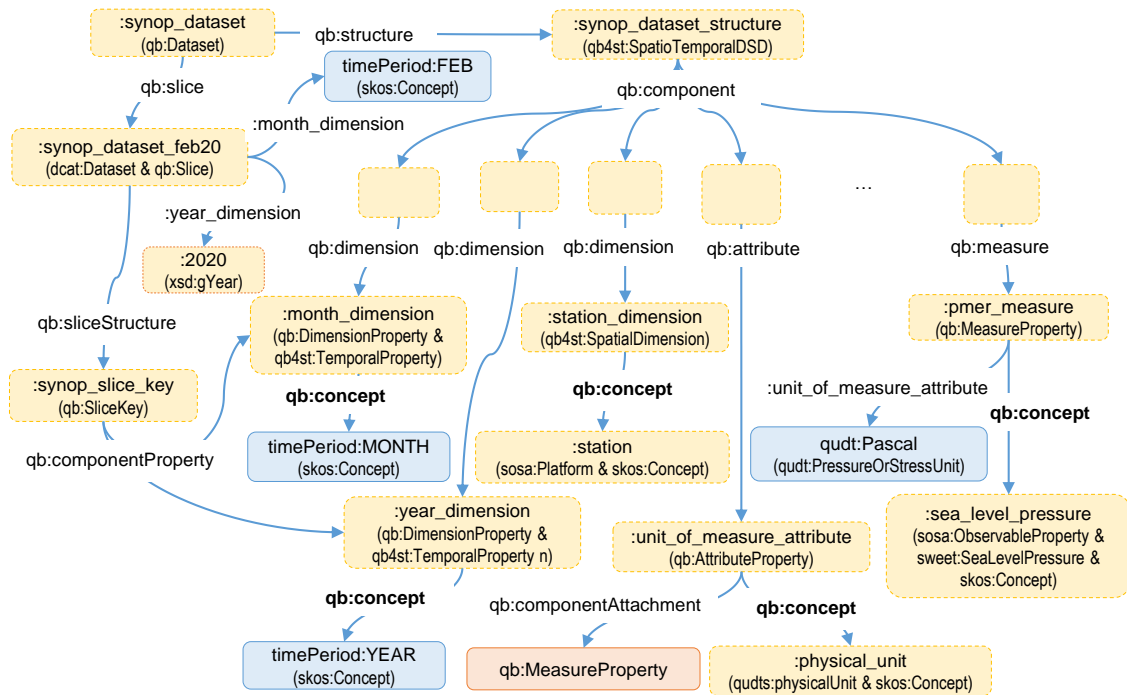 :synop_dataset
(qb:Dataset)
qb:structure
:synop_dataset_structure
(qb4st:SpatioTemporalDSD)
timePeriod:FEB
(skos:Concept)
qb:slice
qb:component
:month_dimension
:synop_dataset_feb20
(dcat:Dataset & qb:Slice)
...
:year_dimension
:2020
(xsd:gYear)
qb:dimension
qb:dimension
qb:dimension
qb:attribute
qb:measure
qb:sliceStructure
:month_dimension
(qb:DimensionProperty &
qb4st:TemporalProperty)
:station_dimension
(qb4st:SpatialDimension)
:pmer_measure
(qb:MeasureProperty)
:synop_slice_key
(qb:SliceKey)
qb:concept
qb:concept
:unit_of_measure_attribute
qb:concept
qb:componentProperty
timePeriod:MONTH
(skos:Concept)
:station
(sosa:Platform & skos:Concept)
qudt:Pascal
(qudt:PressureOrStressUnit)
:year_dimension
(qb:DimensionProperty &
qb4st:TemporalProperty n)
:unit_of_measure_attribute
(qb:AttributeProperty)
:sea_level_pressure
(sosa:ObservableProperty &
sweet:SeaLevelPressure &
skos:Concept)
qb:concept
qb:componentAttachment
qb:concept
timePeriod:YEAR
(skos:Concept)
qb:MeasureProperty
:physical_unit
(qudts:physicalUnit & skos:Concept)